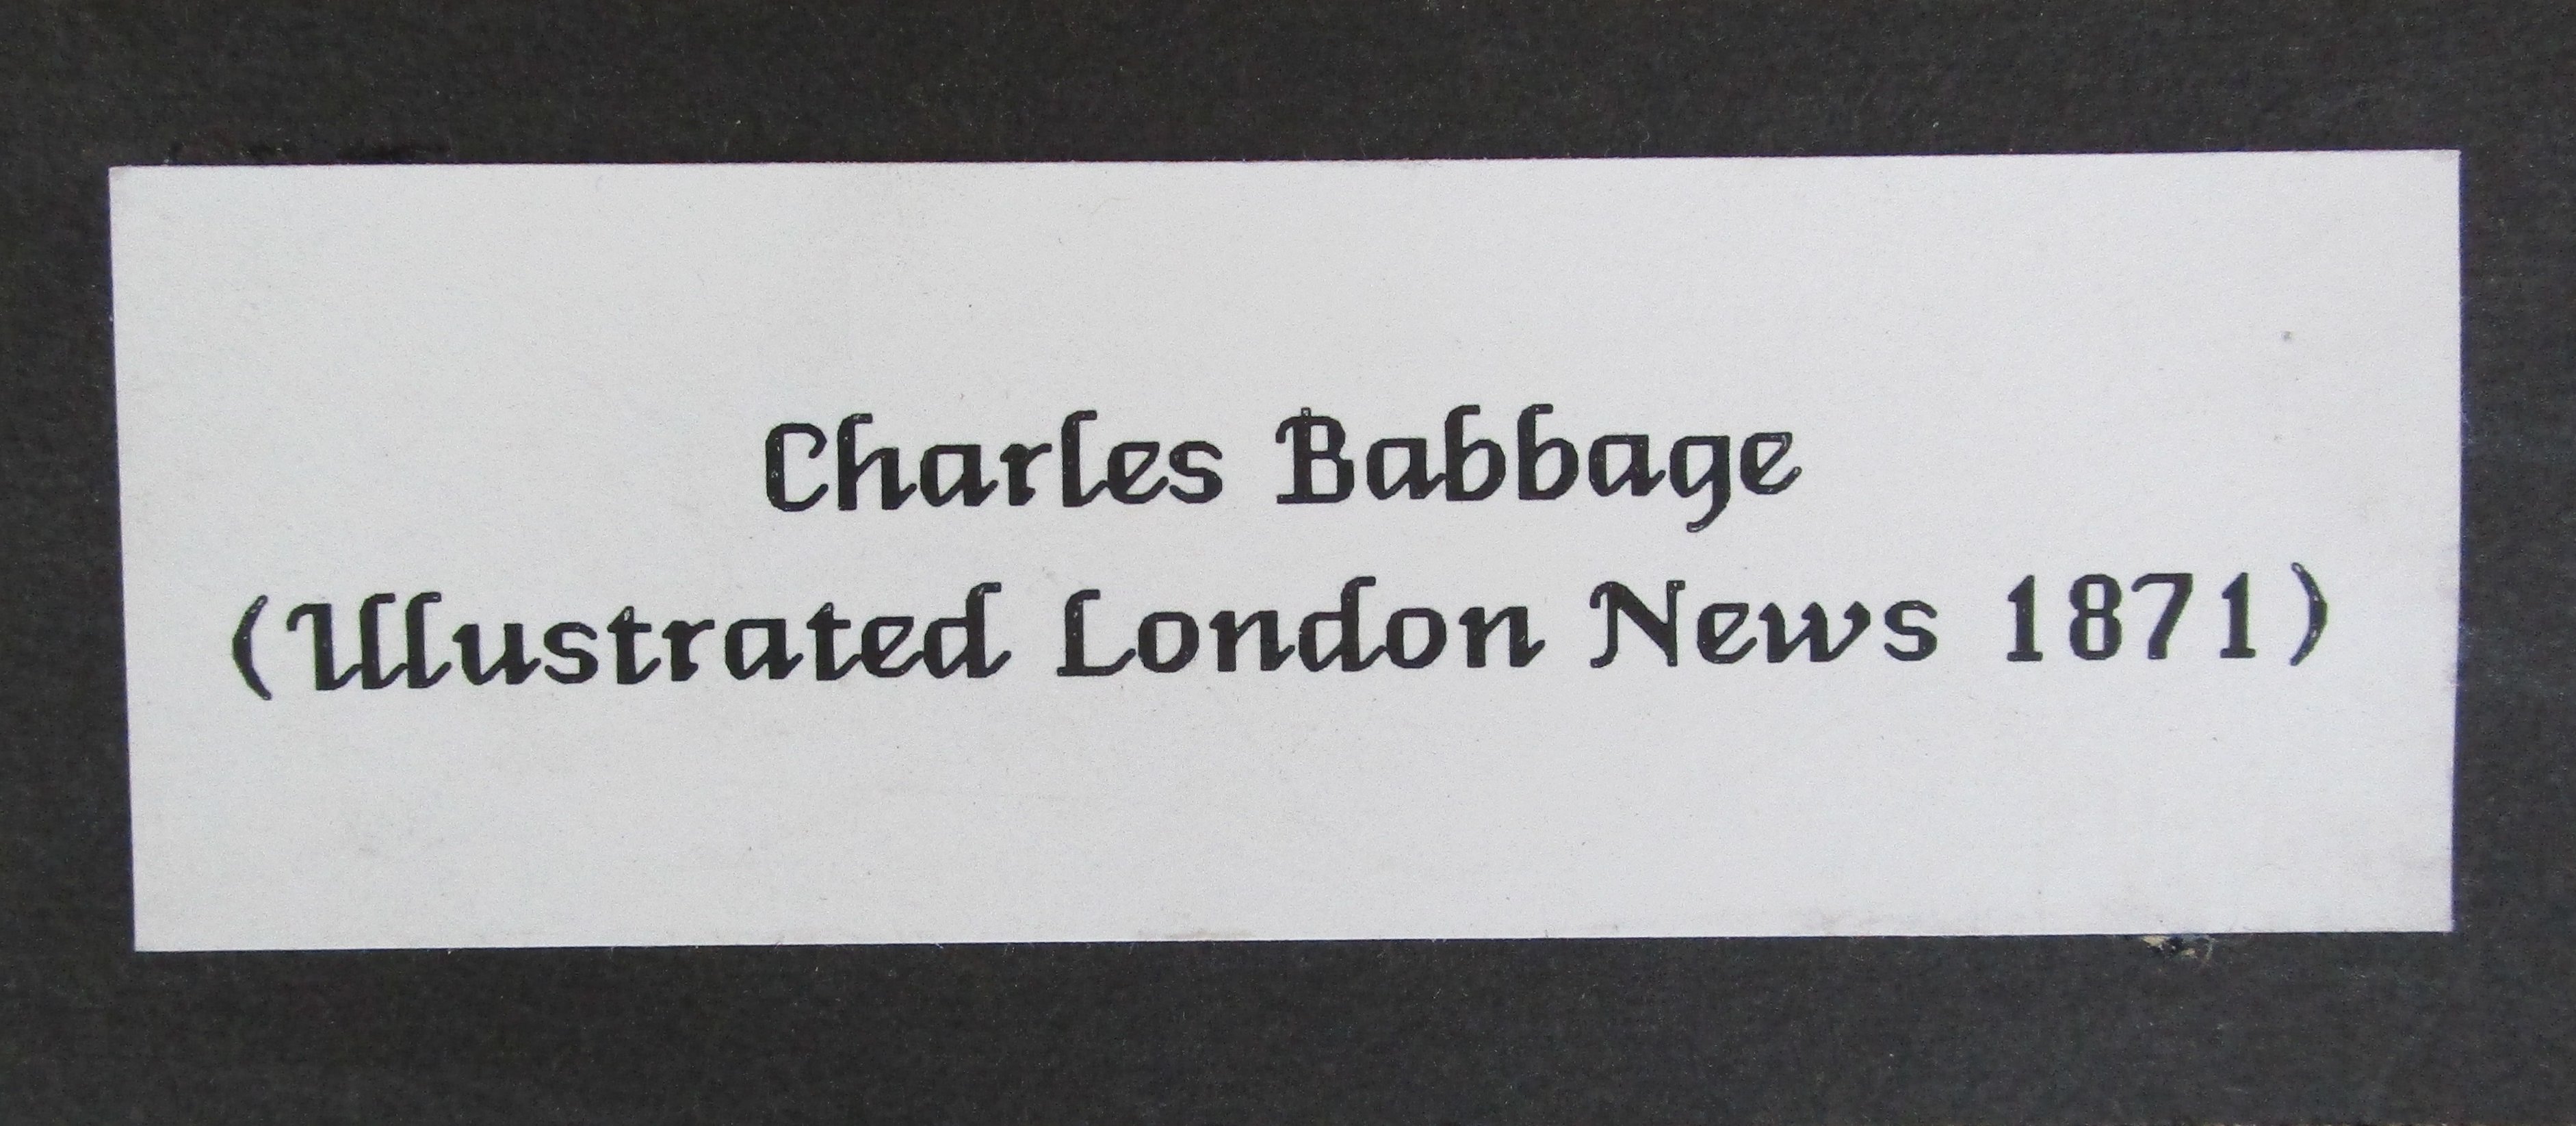 Charles Babbage
(Illustrated London News 1871)